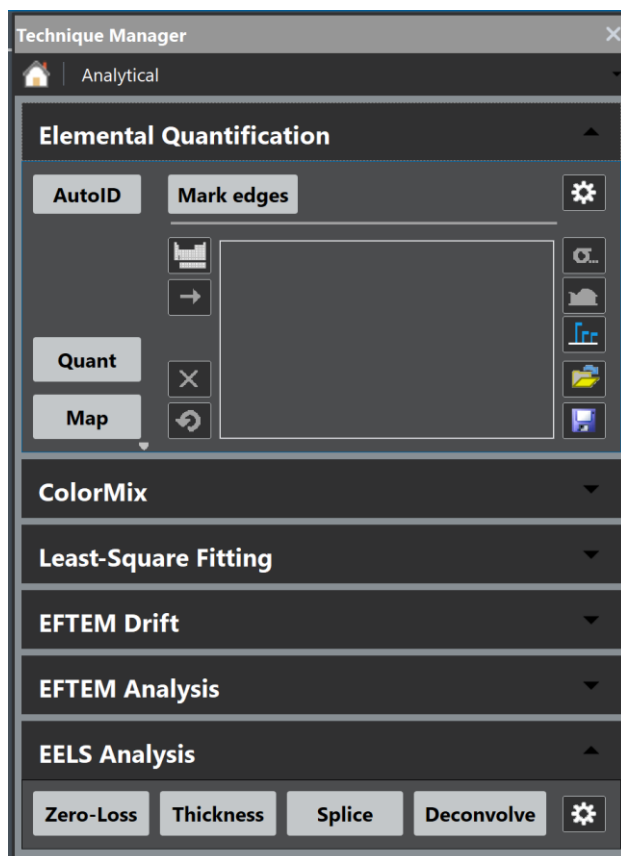 Technique Manager
Analytical
Elemental Quantification
AutoID Mark edges
σ...
Quant
Map
ColorMix
Least-Square Fitting
EFTEM Drift
EFTEM Analysis
EELS Analysis
Zero-Loss Thickness Splice Deconvolve